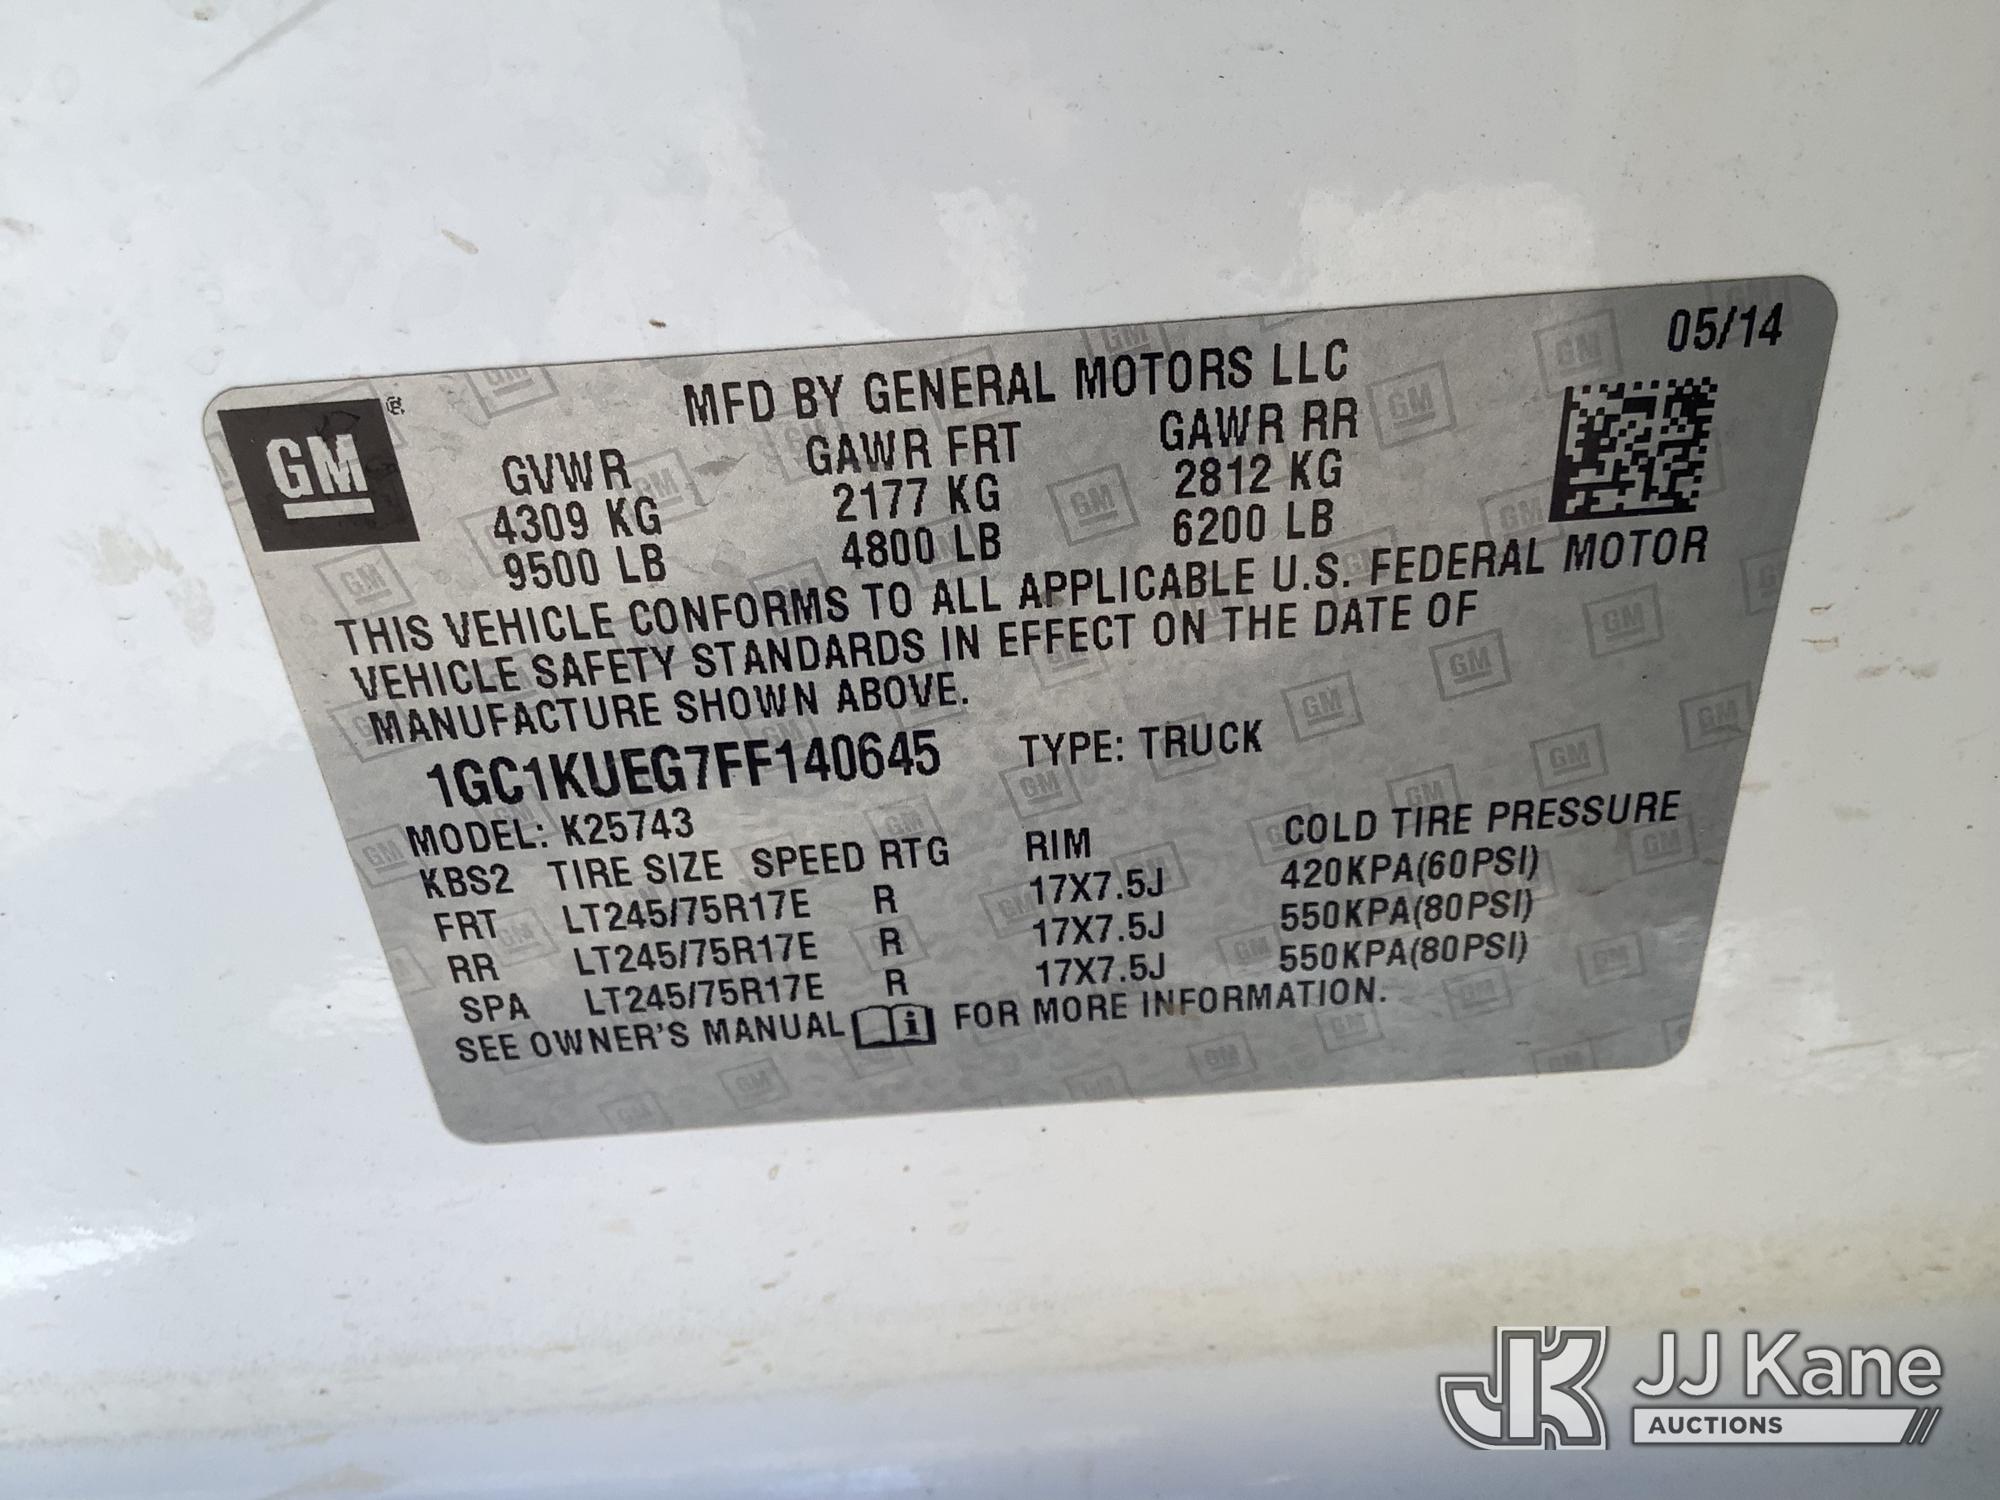 05/14
GM
MFD BY GENERAL MOTORS LLC
GVWR GAWR FRT GAWR RR
4309 KG 2177 KG 2812 KG
9500 LB 4800 LB 6200 LB
THIS VEHICLE CONFORMS TO ALL APPLICABLE U.S. FEDERAL MOTOR
VEHICLE SAFETY STANDARDS IN EFFECT ON THE DATE OF
MANUFACTURE SHOWN ABOVE.
1GC1KUEG7FF140645 TYPE: TRUCK
MODEL: K25743
KBS2 TIRE SIZE SPEED RTG RIM COLD TIRE PRESSURE
FRT LT245/75R17E R 17X7.5J 420KPA(60PSI)
RR LT245/75R17E R 17X7.5J 550KPA(80PSI)
SPA LT245/75R17E R 17X7.5J 550KPA(80PSI)
SEE OWNER'S MANUAL FOR MORE INFORMATION.
JK JJ Kane
AUCTIONS